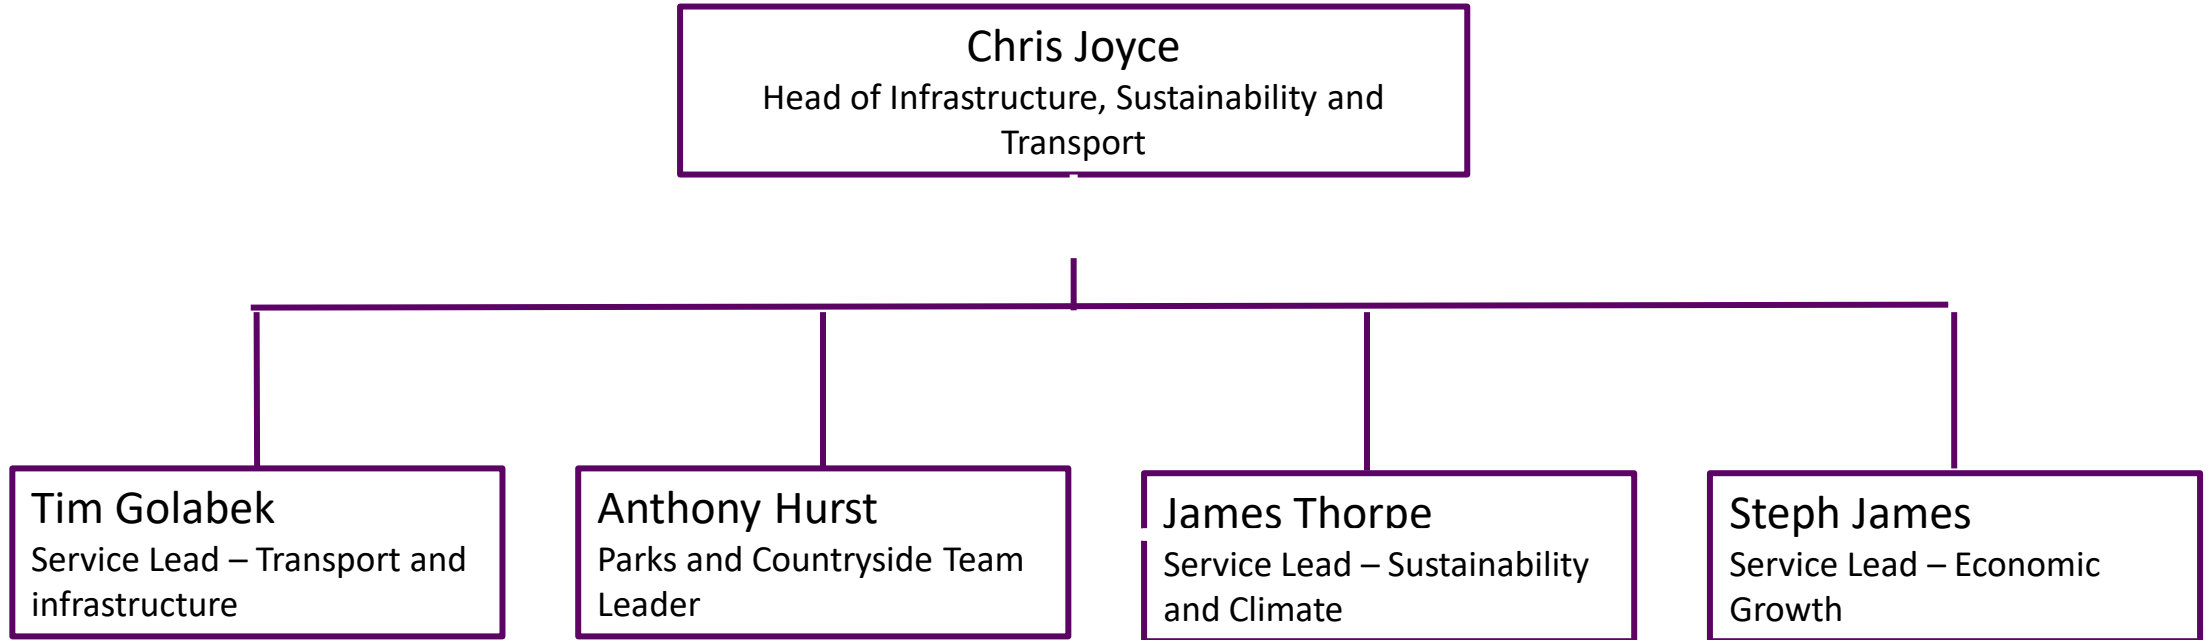 Chris Joyce
Head of Infrastructure, Sustainability and
Transport
Tim Golabek
Service Lead – Transport and
infrastructure
Anthony Hurst
Parks and Countryside Team
Leader
James Thorpe
Service Lead – Sustainability
and Climate
Steph James
Service Lead – Economic
Growth